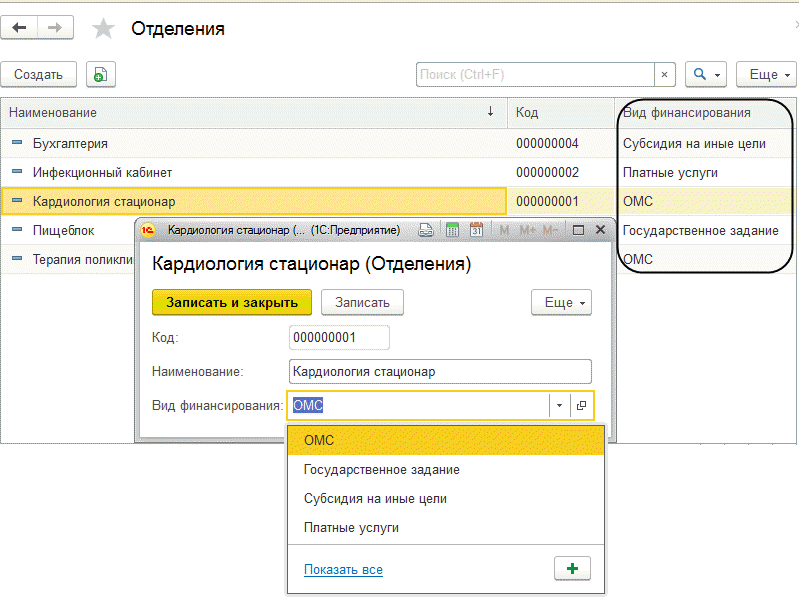 Отделения
Создать
Поиск (Ctrl+F)
×
Еще
Наименование ↓ Код Вид финансирования
Бухгалтерия 000000004 Субсидия на иные цели
Инфекционный кабинет 000000002 Платные услуги
Кардиология стационар 000000001 ОМС
Пищеблок Государственное задание
Терапия поликли ОМС
1С Кардиология стационар (... (1С:Предприятие) 31 M M+ M-
Кардиология стационар (Отделения)
Записать и закрыть Записать Еще
Код: 000000001
Наименование: Кардиология стационар
Вид финансирования: ОМС
ОМС
Государственное задание
Субсидия на иные цели
Платные услуги
Показать все